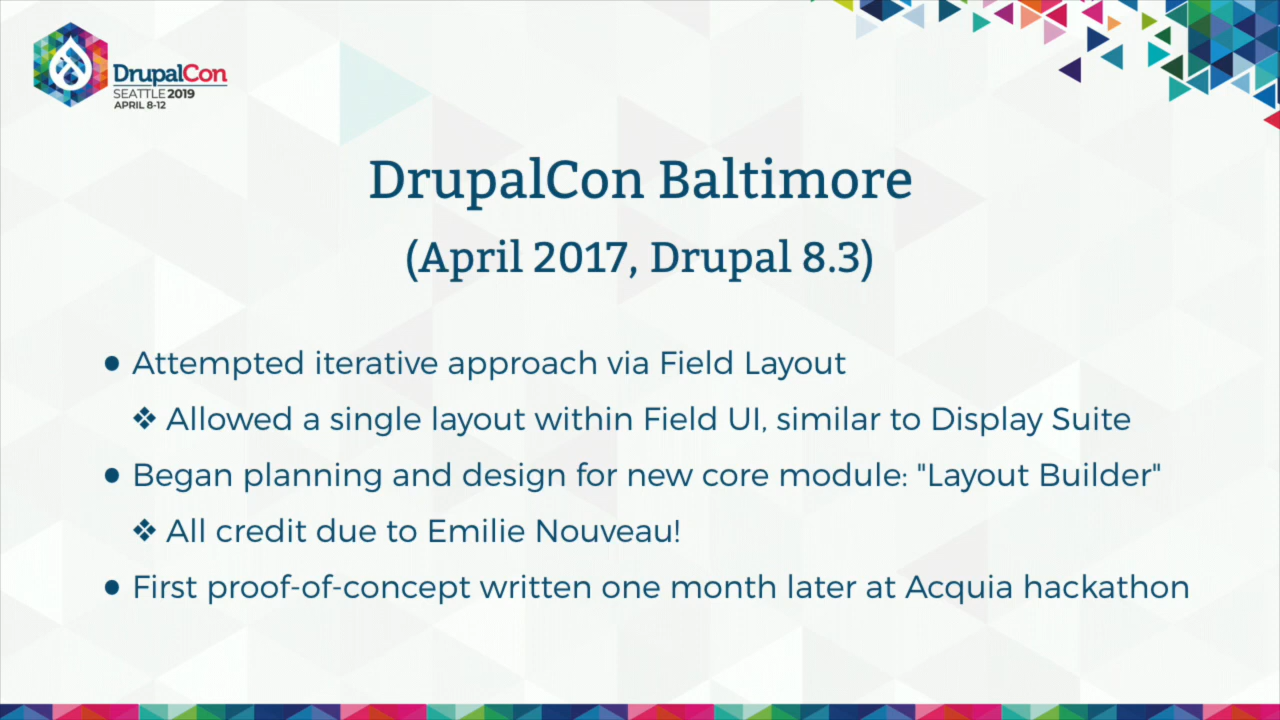 DrupalCon
SEATTLE 2019
APRIL 8-12
DrupalCon Baltimore
(April 2017, Drupal 8.3)
● Attempted iterative approach via Field Layout
❖ Allowed a single layout within Field UI, similar to Display Suite
● Began planning and design for new core module: "Layout Builder"
❖ All credit due to Emilie Nouveau!
● First proof-of-concept written one month later at Acquia hackathon